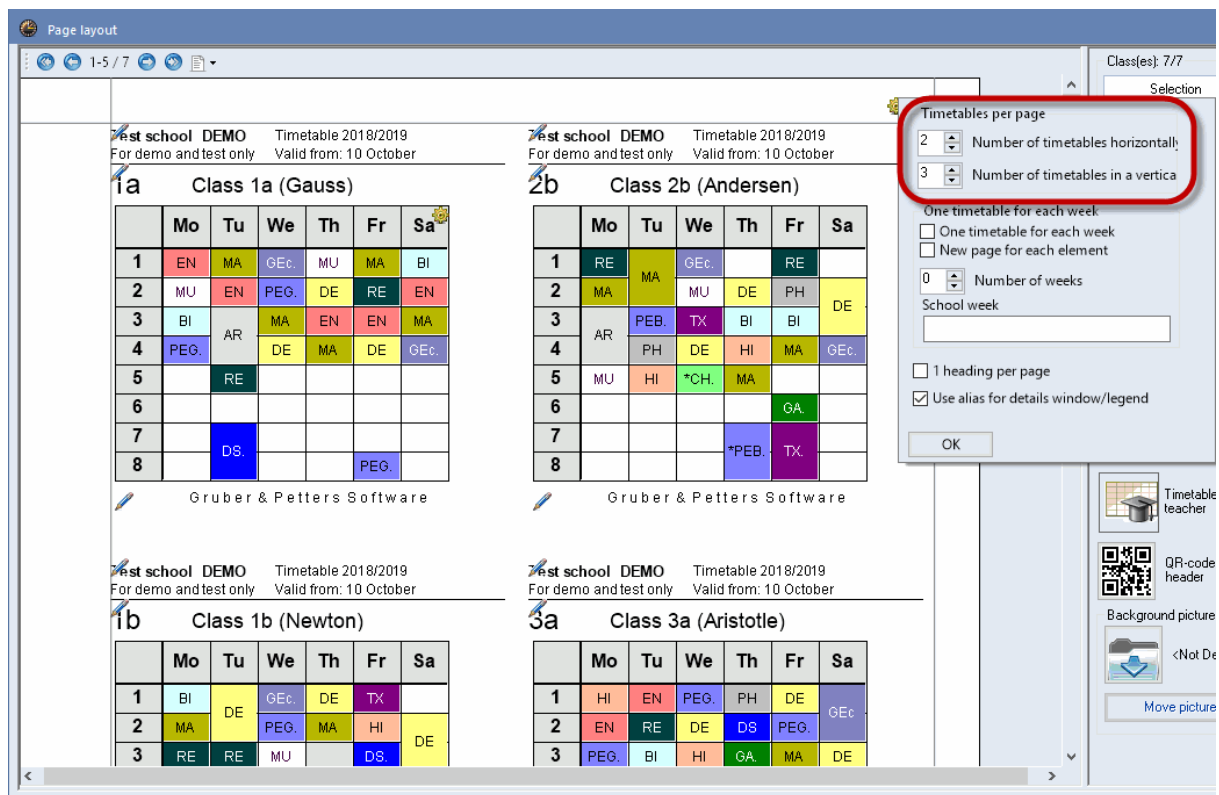 Page layout
1-5 / 7
Class(es): 7/7
Selection
Timetables per page
2 Number of timetables horizontally
3 Number of timetables in a vertica
One timetable for each week
One timetable for each week
New page for each element
0 Number of weeks
School week
1 heading per page
Use alias for details window/legend
OK
Timetable
teacher
QR-code
header
Background picture
<Not De
Move picture
Test school DEMO Timetable 2018/2019
For demo and test only Valid from: 10 October
1a Class 1a (Gauss)
Mo Tu We Th Fr Sa
1 EN MA GEc. MU MA BI
2 MU EN PEG. DE RE EN
3 BI AR MA EN EN MA
4 PEG. DE MA DE GEc.
5 RE
6
7 DS.
8 PEG.
Gruber & Petters Software
Test school DEMO Timetable 2018/2019
For demo and test only Valid from: 10 October
2b Class 2b (Andersen)
Mo Tu We Th Fr Sa
1 RE MA GEc. RE
2 MA MU DE PH DE
3 AR PEB. TX BI BI
4 PH DE HI MA GEc.
5 MU HI *CH. MA
6 GA.
7 *PEB. TX.
8
Gruber & Petters Software
Test school DEMO Timetable 2018/2019
For demo and test only Valid from: 10 October
1b Class 1b (Newton)
Mo Tu We Th Fr Sa
1 BI DE GEc. DE TX
2 MA PEG. MA HI DE
3 RE RE MU DS.
Test school DEMO Timetable 2018/2019
For demo and test only Valid from: 10 October
3a Class 3a (Aristotle)
Mo Tu We Th Fr Sa
1 HI EN PEG. PH DE GEc
2 EN RE DE DS PEG.
3 PEG. BI HI GA. MA DE